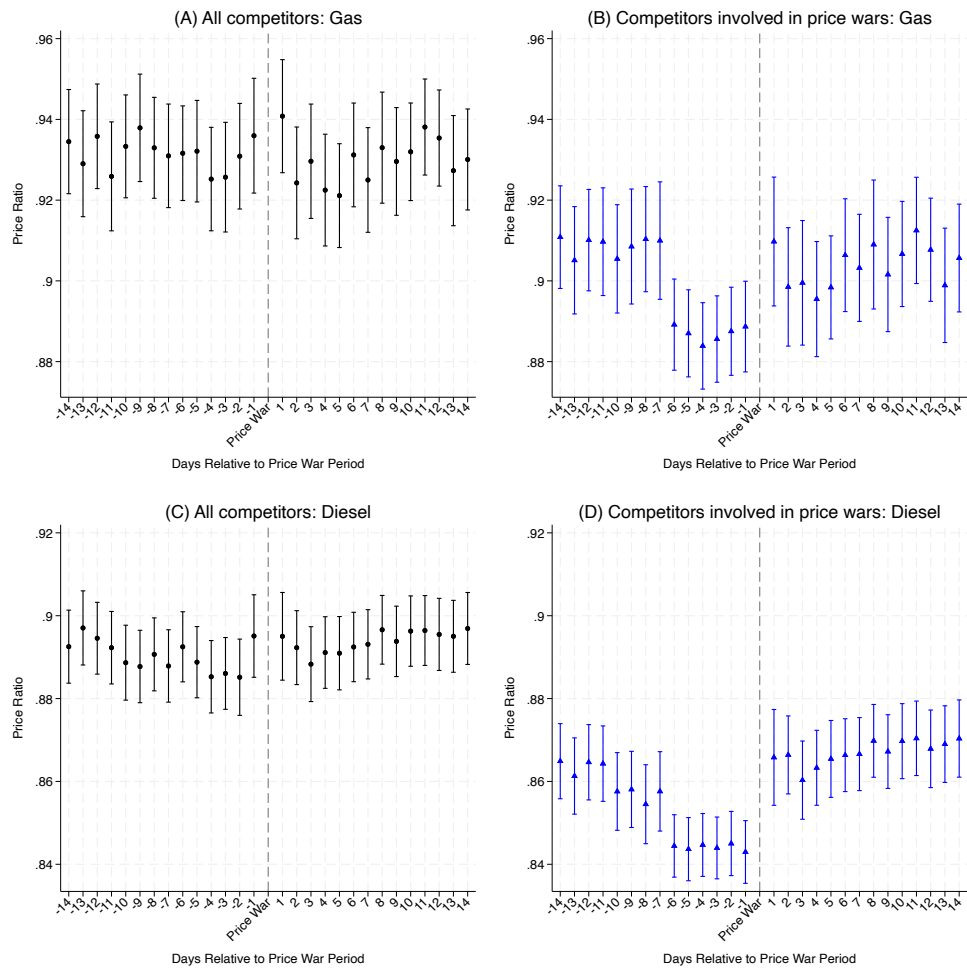 (A) All competitors: Gas
.96
.94
.92
.9
.88
Price Ratio
-14 -13 -12 -11 -10 -9 -8 -7 -6 -5 -4 -3 -2 -1 Price War 1 2 3 4 5 6 7 8 9 10 11 12 13 14
Days Relative to Price War Period
(B) Competitors involved in price wars: Gas
.96
.94
.92
.9
.88
Price Ratio
-14 -13 -12 -11 -10 -9 -8 -7 -6 -5 -4 -3 -2 -1 Price War 1 2 3 4 5 6 7 8 9 10 11 12 13 14
Days Relative to Price War Period
(C) All competitors: Diesel
.92
.9
.88
.86
.84
Price Ratio
-14 -13 -12 -11 -10 -9 -8 -7 -6 -5 -4 -3 -2 -1 Price War 1 2 3 4 5 6 7 8 9 10 11 12 13 14
Days Relative to Price War Period
(D) Competitors involved in price wars: Diesel
.92
.9
.88
.86
.84
Price Ratio
-14 -13 -12 -11 -10 -9 -8 -7 -6 -5 -4 -3 -2 -1 Price War 1 2 3 4 5 6 7 8 9 10 11 12 13 14
Days Relative to Price War Period